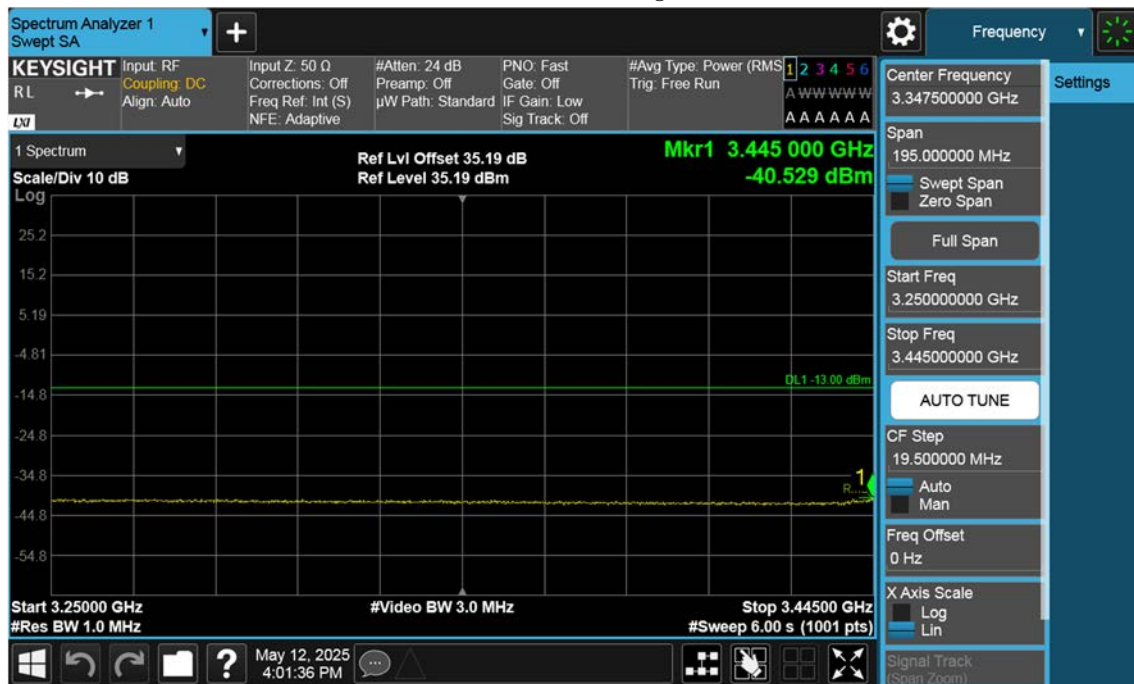 Spectrum Analyzer 1
Swept SA
+
Frequency
KEYSIGHT
RL
LXI
Input: RF
Coupling: DC
Align: Auto
Input Z: 50 Ω
Corrections: Off
Freq Ref: Int (S)
NFE: Adaptive
#Atten: 24 dB
Preamp: Off
µW Path: Standard
PNO: Fast
Gate: Off
IF Gain: Low
Sig Track: Off
#Avg Type: Power (RMS
Trig: Free Run
1 2 3 4 5 6
A W W W W W
A A A A A A
1 Spectrum
Scale/Div 10 dB
Ref Lvl Offset 35.19 dB
Ref Level 35.19 dBm
Mkr1 3.445 000 GHz
-40.529 dBm
Log
25.2
15.2
5.19
-4.81
DL1 -13.00 dBm
-14.8
-24.8
-34.8
1
-44.8
-54.8
Start 3.25000 GHz
#Res BW 1.0 MHz
#Video BW 3.0 MHz
Stop 3.44500 GHz
#Sweep 6.00 s (1001 pts)
?
May 12, 2025
4:01:36 PM
Center Frequency
3.347500000 GHz
Settings
Span
195.000000 MHz
Swept Span
Zero Span
Full Span
Start Freq
3.250000000 GHz
Stop Freq
3.445000000 GHz
AUTO TUNE
CF Step
19.500000 MHz
Auto
Man
Freq Offset
0 Hz
X Axis Scale
Log
Lin
Signal Track
(Span Zoom)